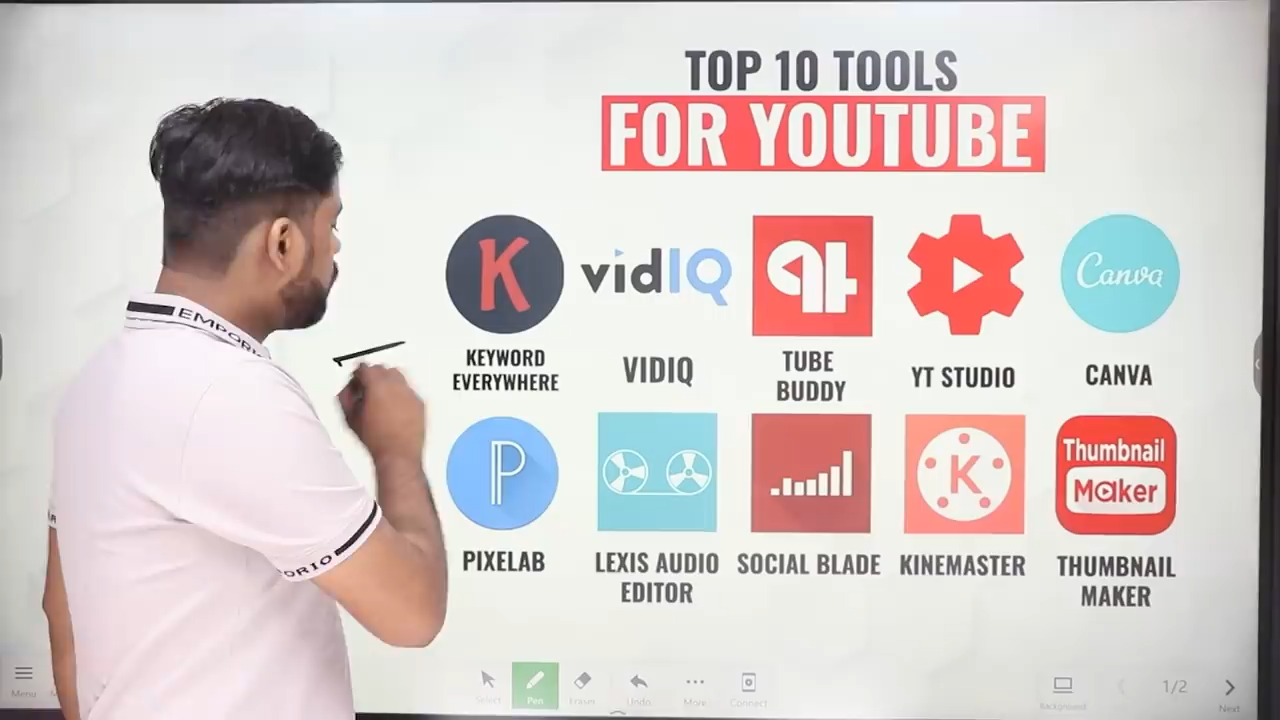 TOP 10 TOOLS
FOR YOUTUBE
K
vidIQ
Canva
KEYWORD
EVERYWHERE
VIDIQ
TUBE
BUDDY
YT STUDIO
CANVA
P
K
Thumbnail
Maker
PIXELAB
LEXIS AUDIO
EDITOR
SOCIAL BLADE
KINEMASTER
THUMBNAIL
MAKER
EMPORI
ORIO
Menu
Select
Pen
Eraser
Undo
More
Connect
Background
1/2
Next